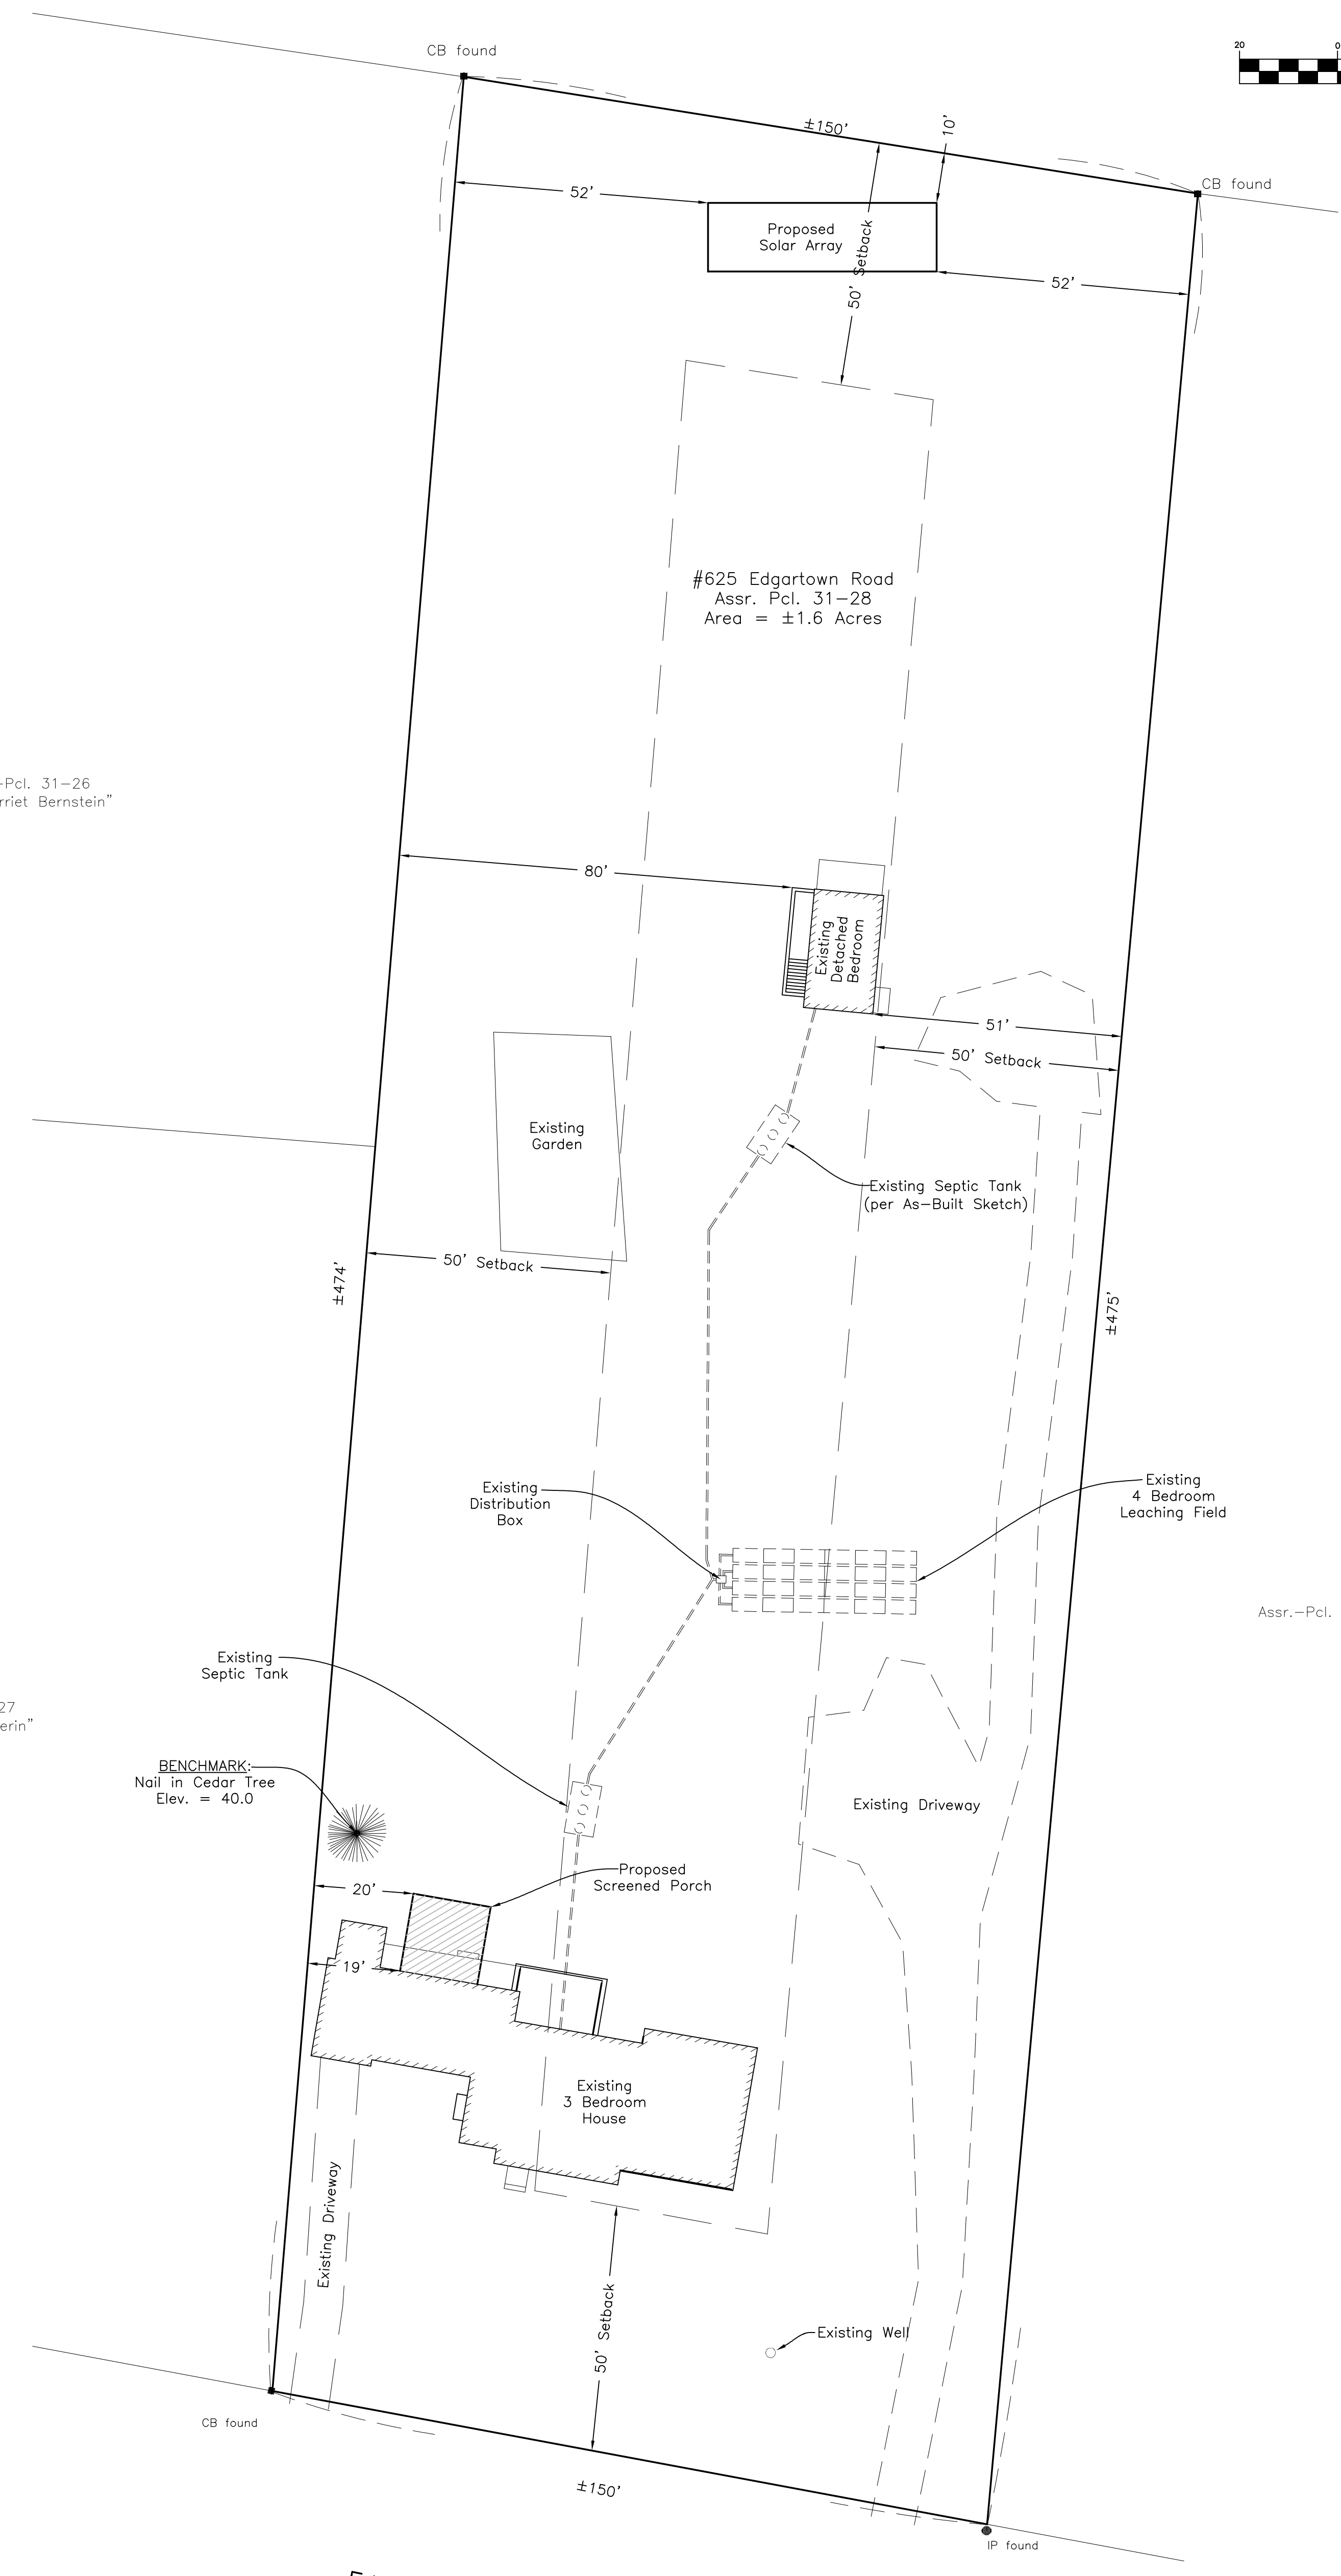 CB found
20
0
±150'
10'
CB found
52'
Proposed
Solar Array
50' Setback
52'
#625 Edgartown Road
Assr. Pcl. 31-28
Area = ±1.6 Acres
-Pcl. 31-26
rriet Bernstein"
80'
Existing
Detached
Bedroom
51'
50' Setback
Existing
Garden
Existing Septic Tank
(per As-Built Sketch)
50' Setback
±474'
±475'
Existing
Distribution
Box
Existing
4 Bedroom
Leaching Field
Assr.-Pcl.
Existing
Septic Tank
27
erin"
BENCHMARK:
Nail in Cedar Tree
Elev. = 40.0
Existing Driveway
Proposed
Screened Porch
20'
19'
Existing
3 Bedroom
House
Existing Driveway
50' Setback
Existing Well
CB found
±150'
IP found